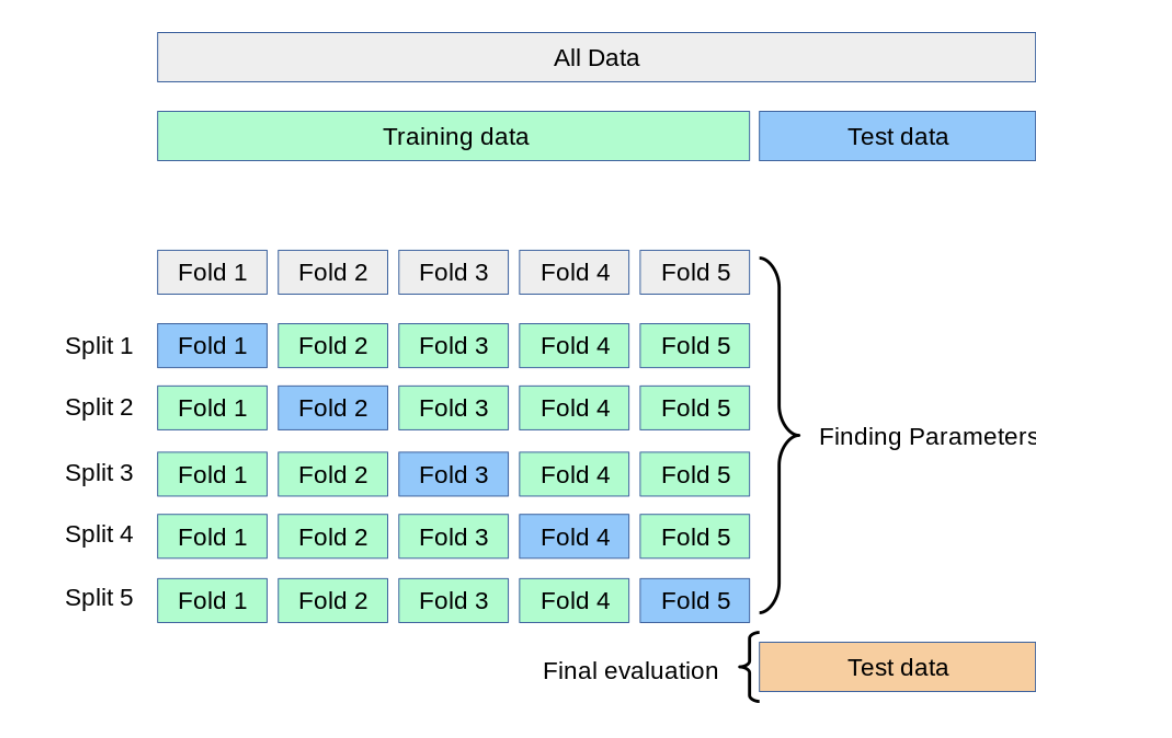 All Data
Training data Test data
Fold 1 Fold 2 Fold 3 Fold 4 Fold 5
Split 1 Fold 1 Fold 2 Fold 3 Fold 4 Fold 5
Split 2 Fold 1 Fold 2 Fold 3 Fold 4 Fold 5
Finding Parameters
Split 3 Fold 1 Fold 2 Fold 3 Fold 4 Fold 5
Split 4 Fold 1 Fold 2 Fold 3 Fold 4 Fold 5
Split 5 Fold 1 Fold 2 Fold 3 Fold 4 Fold 5
Final evaluation Test data